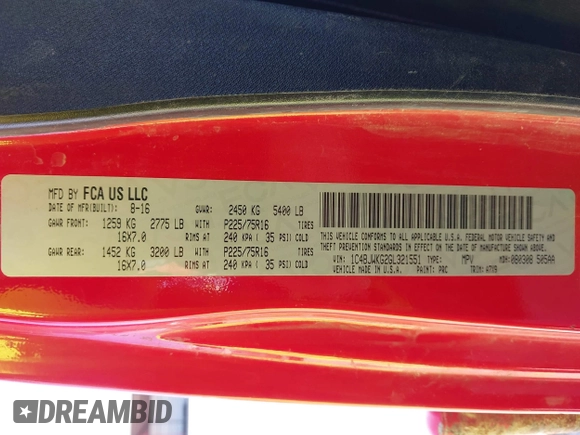 MFD BY FCA US LLC
DATE OF MFR(BUILT): 8-16 GVWR: 2450 KG 5400 LB
GAWR FRONT: 1259 KG 2775 LB WITH P225/75R16 TIRES
16X7.0 RIMS AT 240 KPA ( 35 PSI) COLD
GAWR REAR: 1452 KG 3200 LB WITH P225/75R16 TIRES
16X7.0 RIMS AT 240 KPA ( 35 PSI) COLD
THIS VEHICLE CONFORMS TO ALL APPLICABLE U.S.A. FEDERAL MOTOR VEHICLE SAFETY AND
THEFT PREVENTION STANDARDS IN EFFECT ON THE DATE OF MANUFACTURE SHOWN ABOVE.
VIN: 1C4BJWKG2GL321551 TYPE: MPV MDH: 080308 505AA
VEHICLE MADE IN U.S.A. PAINT: PRC TRIM:
DREAMBID